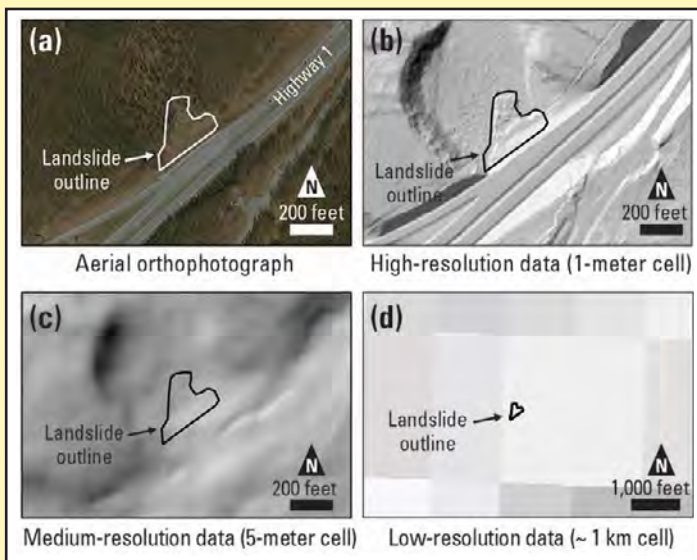 (a)
Highway 1
Landslide
outline
N
200 feet
Aerial orthophotograph
(b)
Landslide
outline
N
200 feet
High-resolution data (1-meter cell)
(c)
Landslide
outline
N
200 feet
Medium-resolution data (5-meter cell)
(d)
Landslide
outline
N
1,000 feet
Low-resolution data (~ 1 km cell)